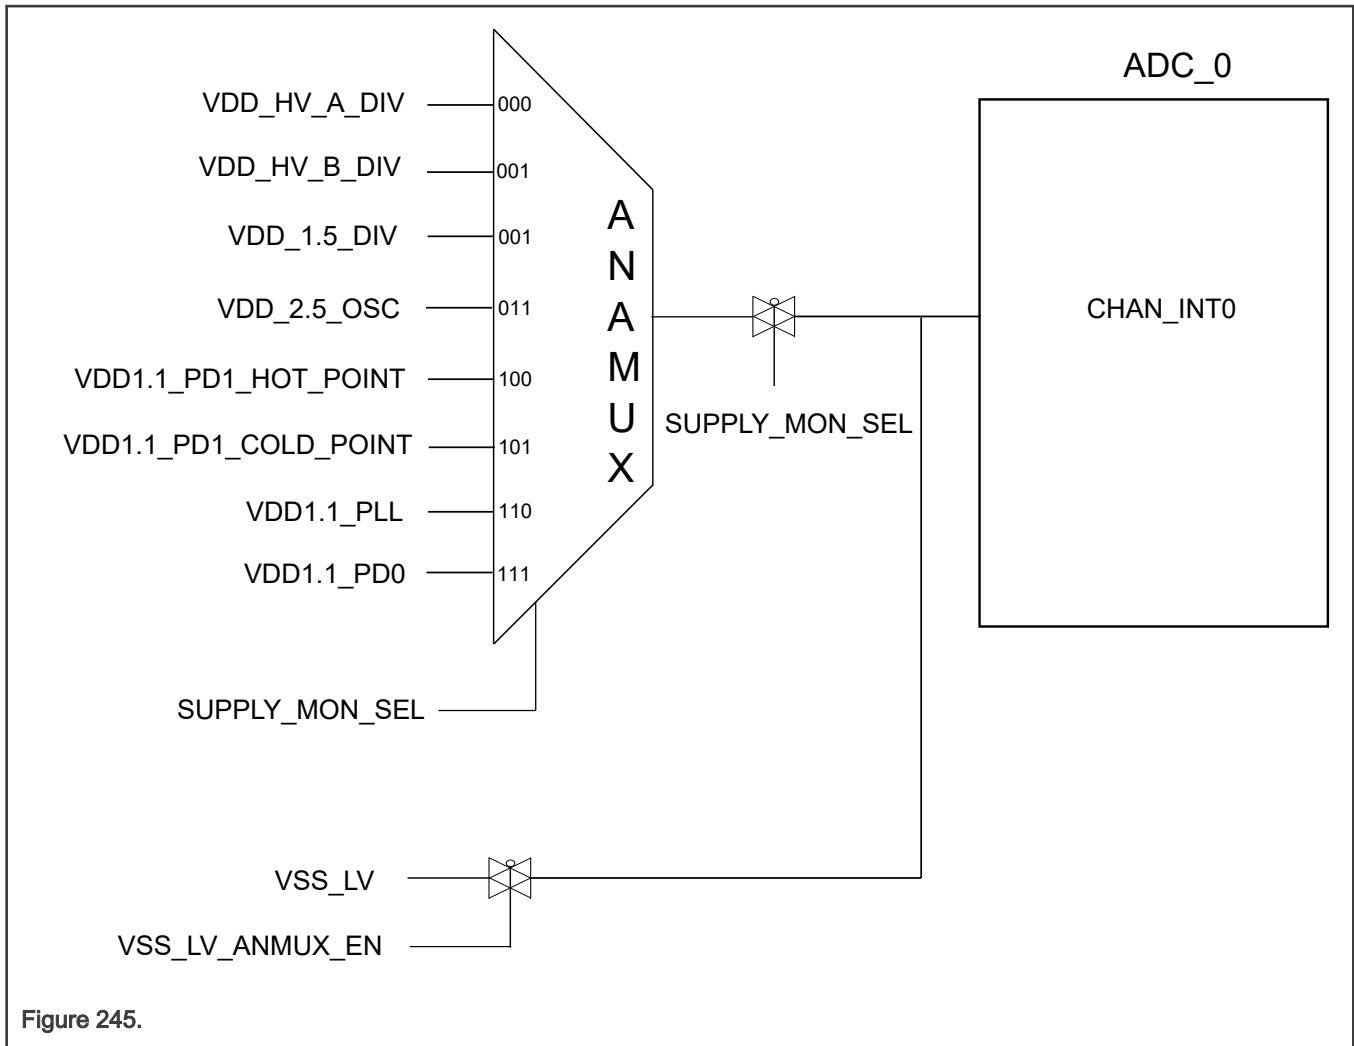 ADC_0
VDD_HV_A_DIV 000
VDD_HV_B_DIV 001
VDD_1.5_DIV 001
VDD_2.5_OSC 011
VDD1.1_PD1_HOT_POINT 100
VDD1.1_PD1_COLD_POINT 101
VDD1.1_PLL 110
VDD1.1_PD0 111
A
N
A
M
U
X
SUPPLY_MON_SEL
CHAN_INT0
SUPPLY_MON_SEL
VSS_LV
VSS_LV_ANMUX_EN
Figure 245.